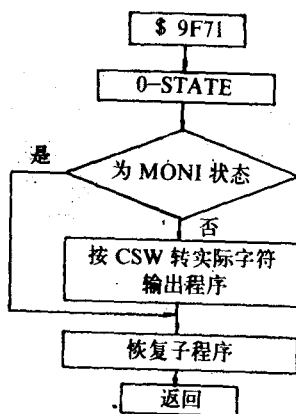 $ 9F71
0-STATE
是
为 MONI 状态
否
按 CSW 转实际字符
输出程序
恢复子程序
返回